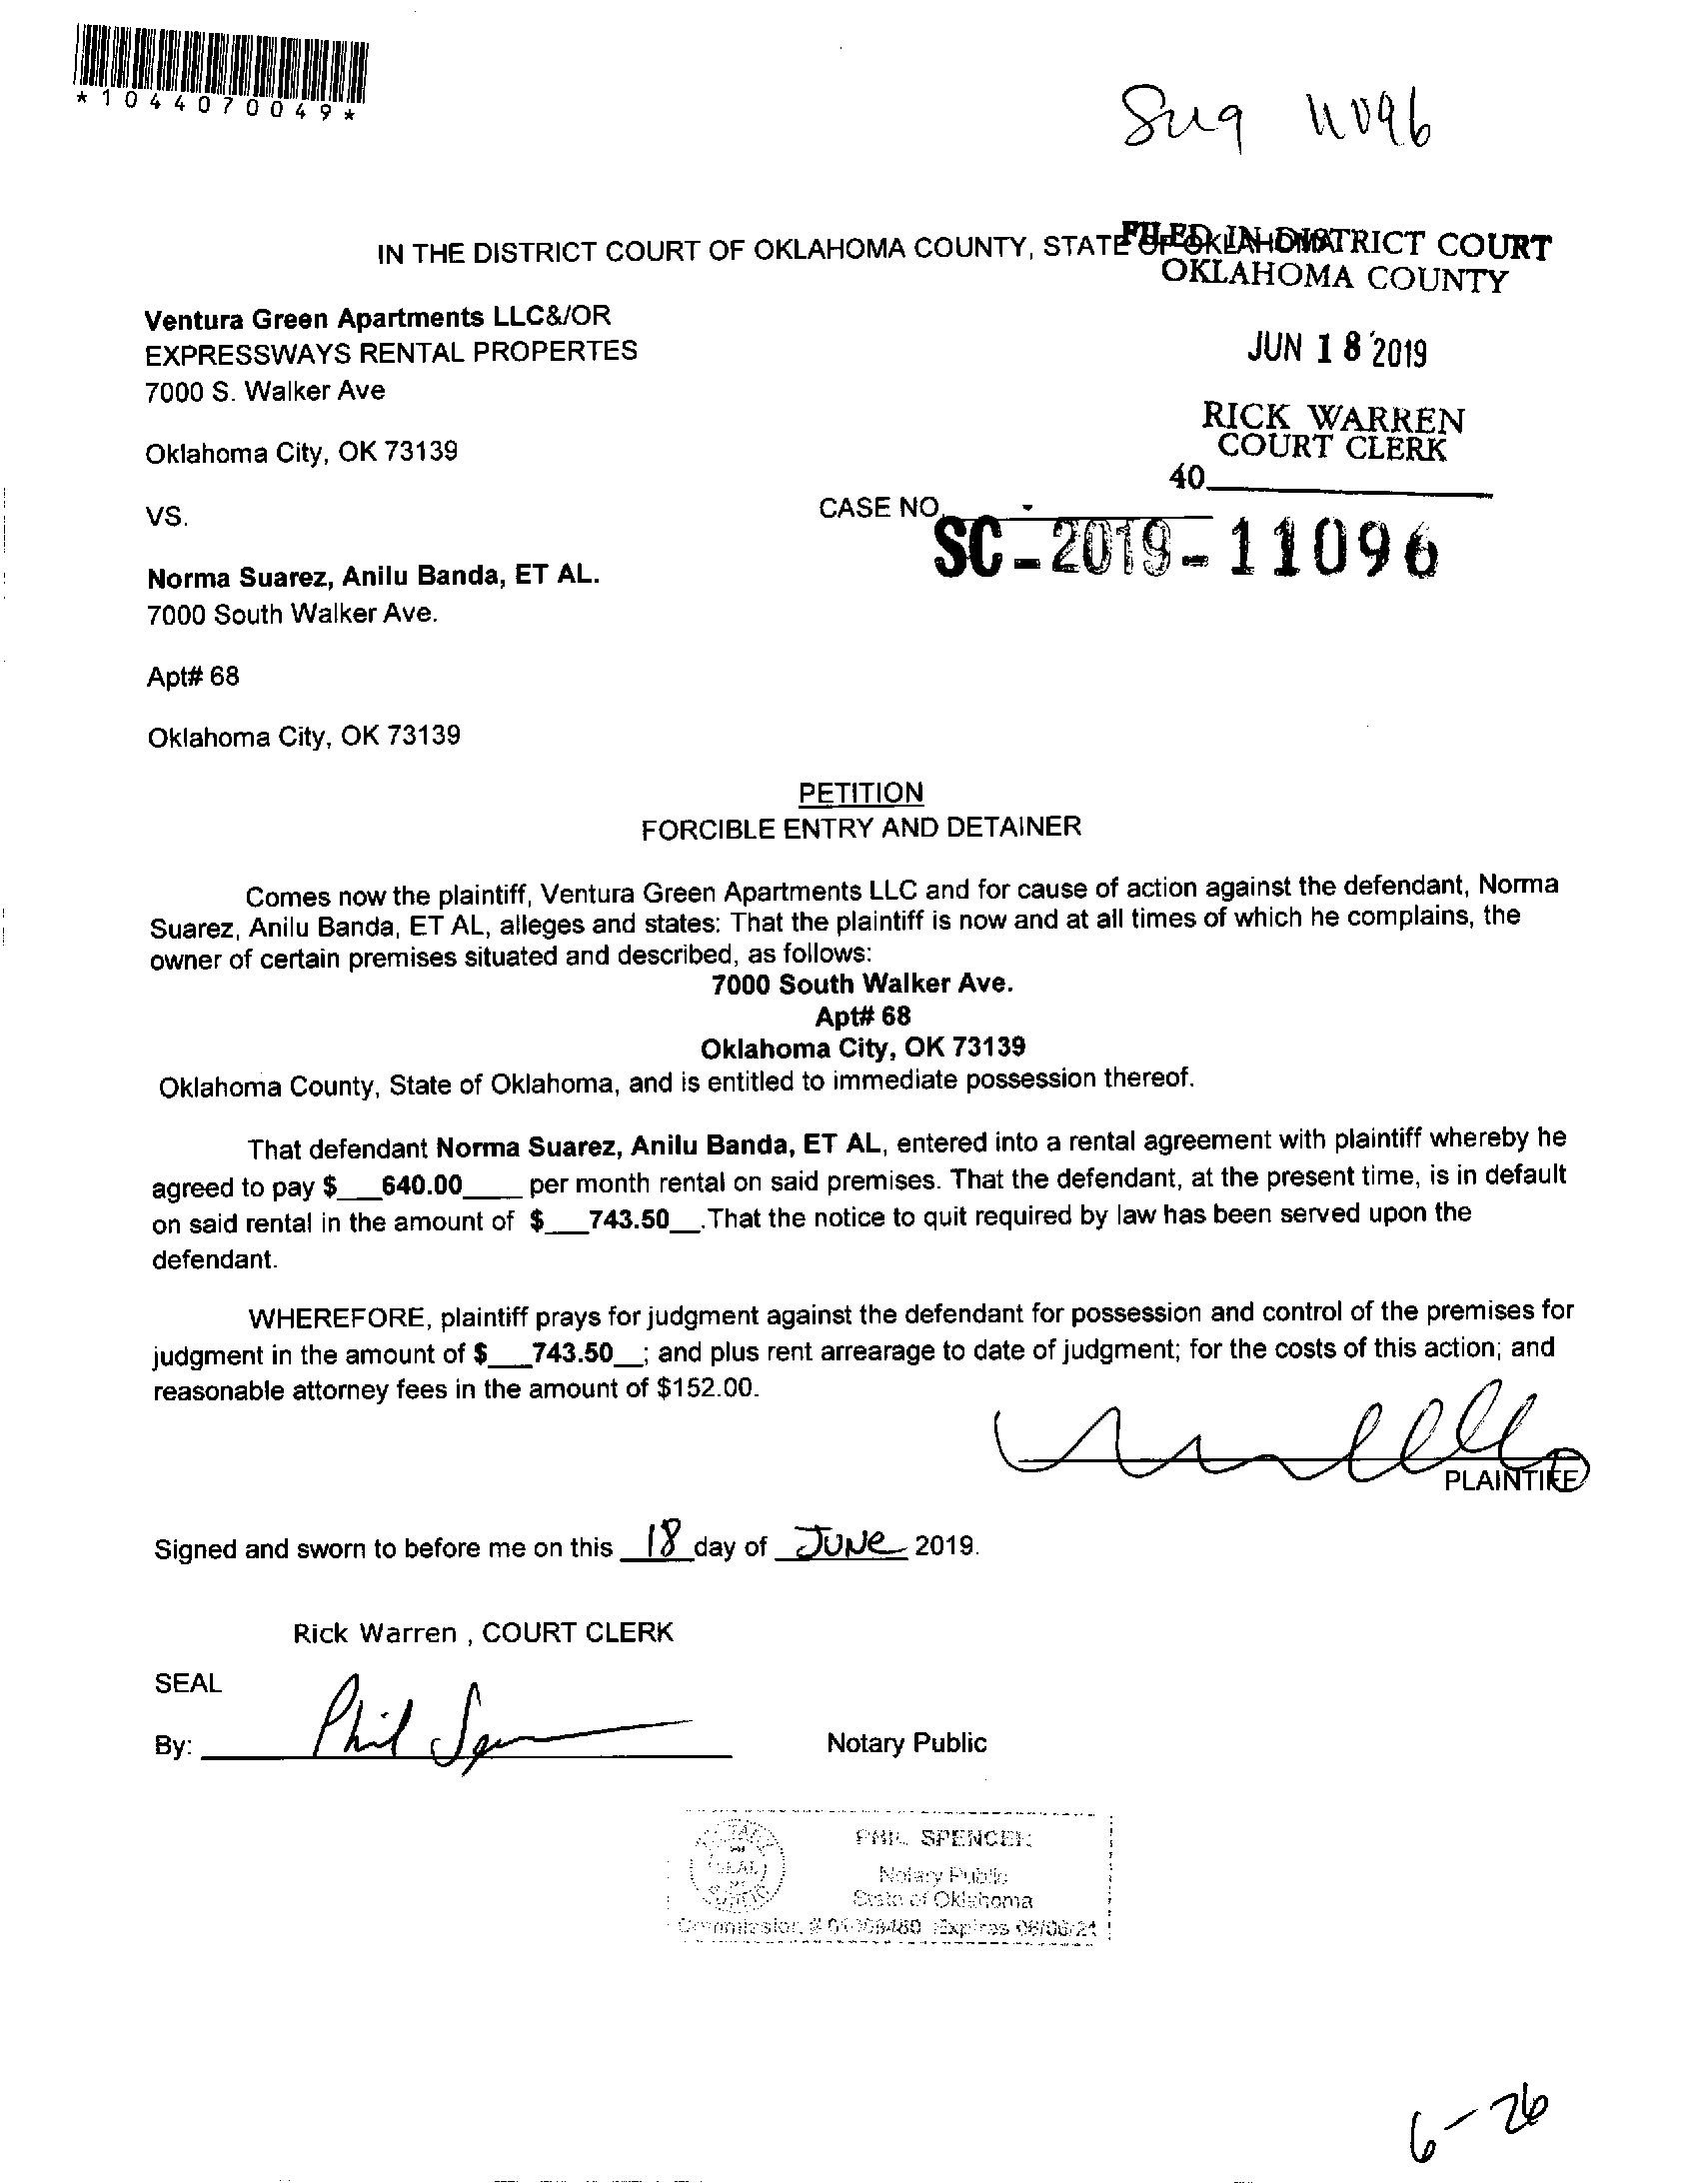 *1044070049*
11096
IN THE DISTRICT COURT OF OKLAHOMA COUNTY, STATE OF OKLAHOMA
FILED IN DISTRICT COURT
OKLAHOMA COUNTY
Ventura Green Apartments LLC&/OR
EXPRESSWAYS RENTAL PROPERTES
7000 S. Walker Ave
JUN 18 2019
RICK WARREN
COURT CLERK
Oklahoma City, OK 73139
40
VS.
CASE NO.
SC-2019-11096
Norma Suarez, Anilu Banda, ET AL.
7000 South Walker Ave.
Apt# 68
Oklahoma City, OK 73139
PETITION
FORCIBLE ENTRY AND DETAINER
Comes now the plaintiff, Ventura Green Apartments LLC and for cause of action against the defendant, Norma
Suarez, Anilu Banda, ET AL, alleges and states: That the plaintiff is now and at all times of which he complains, the
owner of certain premises situated and described, as follows:
7000 South Walker Ave.
Apt# 68
Oklahoma City, OK 73139
Oklahoma County, State of Oklahoma, and is entitled to immediate possession thereof.
That defendant Norma Suarez, Anilu Banda, ET AL, entered into a rental agreement with plaintiff whereby he
agreed to pay $___640.00____ per month rental on said premises. That the defendant, at the present time, is in default
on said rental in the amount of $___743.50__.That the notice to quit required by law has been served upon the
defendant.
WHEREFORE, plaintiff prays for judgment against the defendant for possession and control of the premises for
judgment in the amount of $___743.50__; and plus rent arrearage to date of judgment; for the costs of this action; and
reasonable attorney fees in the amount of $152.00.
PLAINTIFF
Signed and sworn to before me on this 18 day of JUNE 2019.
Rick Warren , COURT CLERK
SEAL
By: Phil Notary Public
PHIL SPENCER
Notary Public
State of Oklahoma
Commission # Expires 06/06/21
6-26